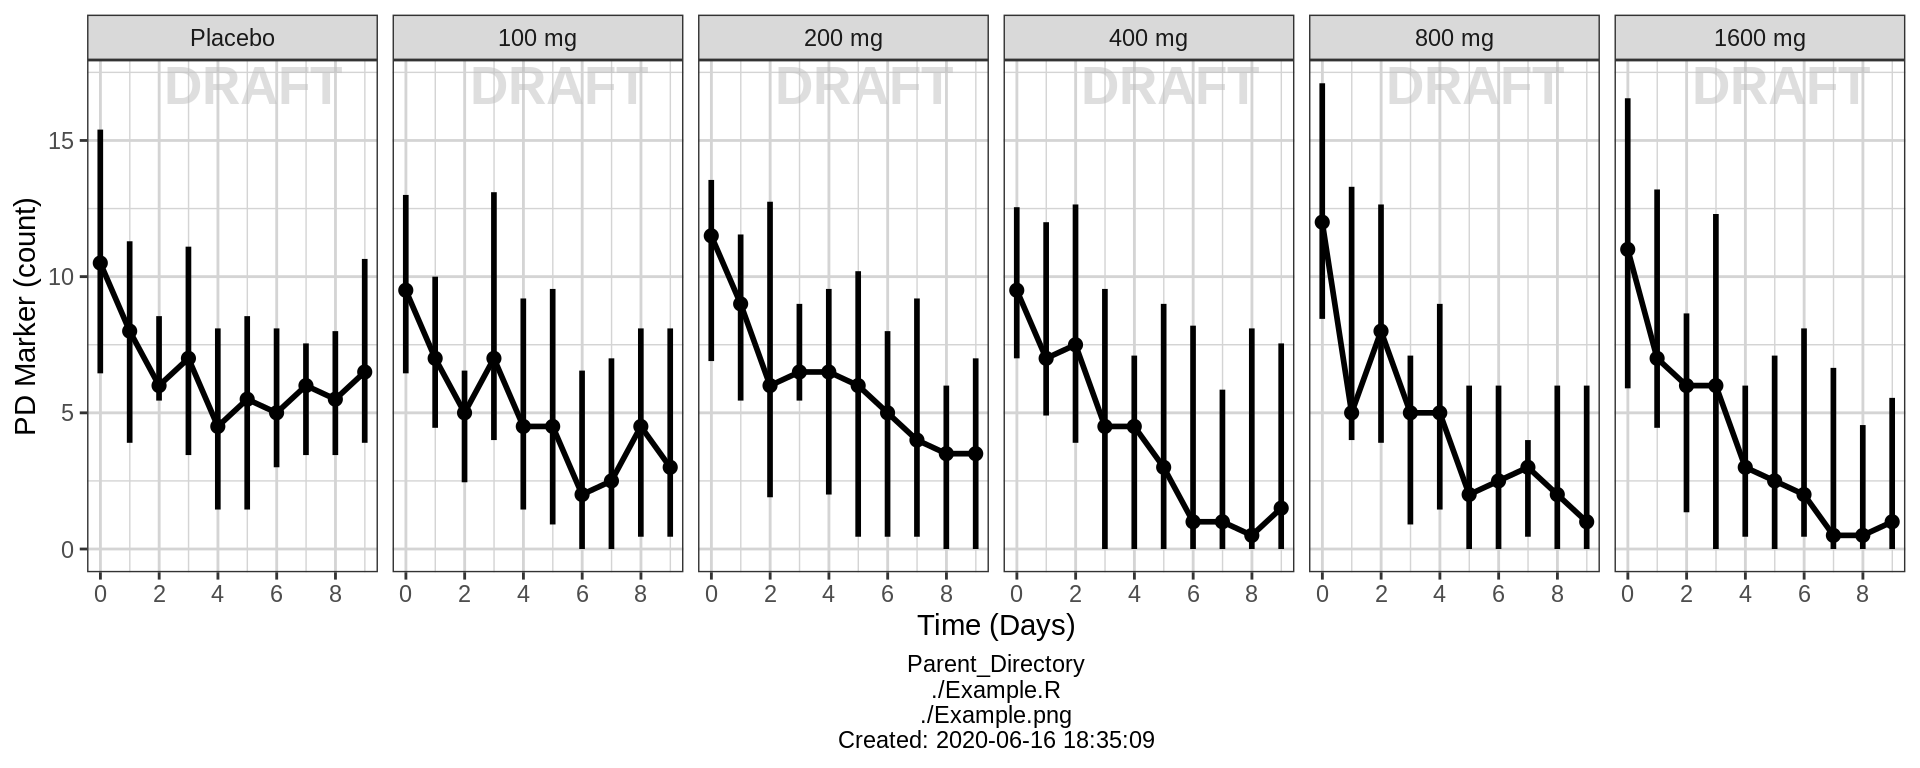 Placebo 100 mg 200 mg 400 mg 800 mg 1600 mg
DRAFT DRAFT DRAFT DRAFT DRAFT DRAFT
15
10
5
0
PD Marker (count)
0 2 4 6 8 0 2 4 6 8 0 2 4 6 8 0 2 4 6 8 0 2 4 6 8 0 2 4 6 8
Time (Days)
Parent_Directory
./Example.R
./Example.png
Created: 2020-06-16 18:35:09